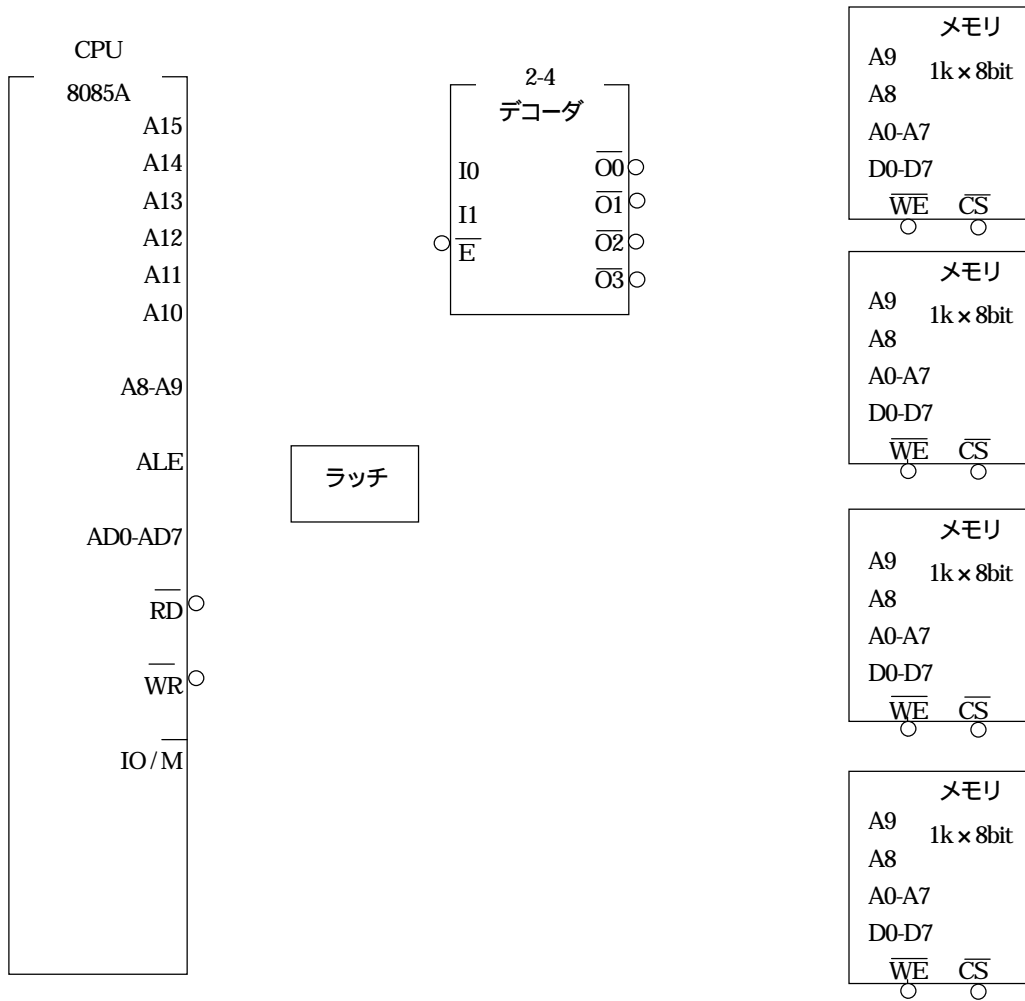 CPU
8085A
A15
A14
A13
A12
A11
A10
A8-A9
ALE
AD0-AD7
RD
WR
IO/M
2-4
デコーダ
I0
I1
E
O0
O1
O2
O3
ラッチ
メモリ
1k×8bit
A9
A8
A0-A7
D0-D7
WE CS
メモリ
1k×8bit
A9
A8
A0-A7
D0-D7
WE CS
メモリ
1k×8bit
A9
A8
A0-A7
D0-D7
WE CS
メモリ
1k×8bit
A9
A8
A0-A7
D0-D7
WE CS